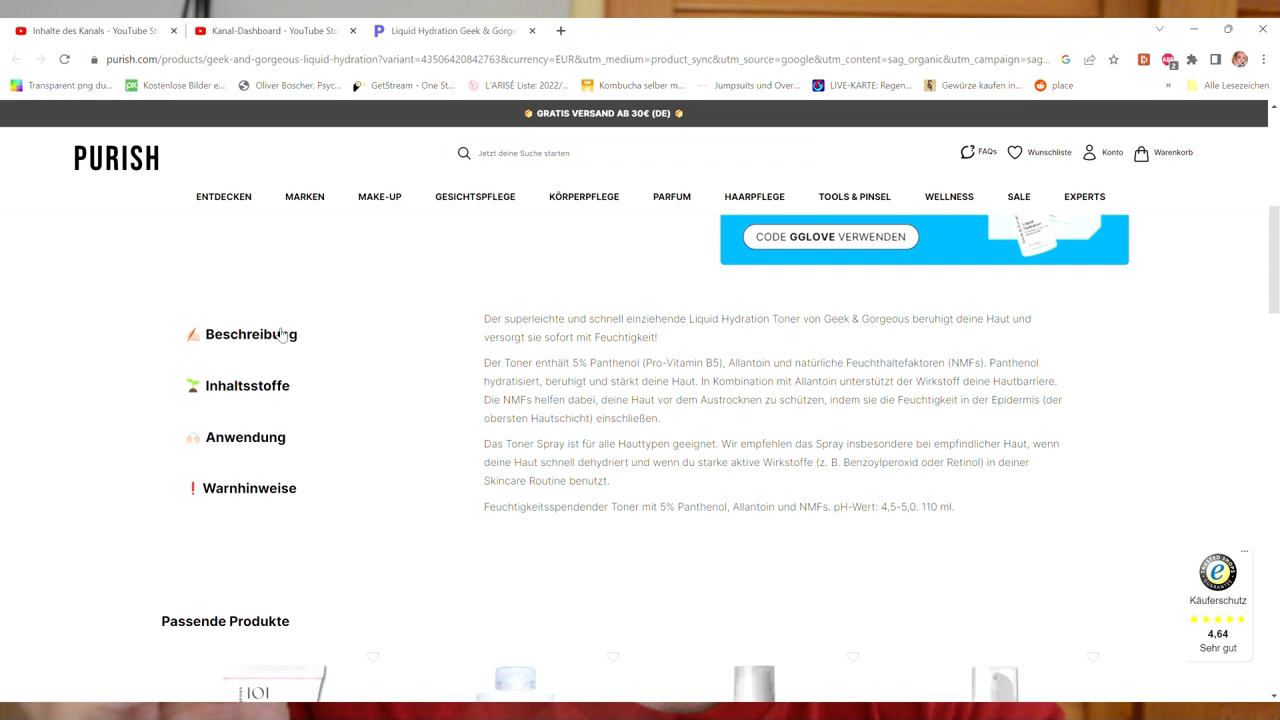 Inhalte des Kanals - YouTube St
Kanal-Dashboard - YouTube Stu
Liquid Hydration Geek & Gorge
purish.com/products/geek-and-gorgeous-liquid-hydration?variant=43506420842763&currency=EUR&utm_medium=product_sync&utm_source=google&utm_content=sag_organic&utm_campaign=sag...
Transparent png du...
Kostenlose Bilder e...
Oliver Boscher, Psyc...
GetStream - One St...
L'ARISÉ Liste: 2022/...
Kombucha selber m...
Jumpsuits und Over...
LIVE-KARTE: Regen...
Gewürze kaufen in...
place
»
Alle Lesezeichen
GRATIS VERSAND AB 30€ (DE)
PURISH
Jetzt deine Suche starten
FAQs
Wunschliste
Konto
Warenkorb
ENTDECKEN MARKEN MAKE-UP GESICHTSPFLEGE KÖRPERPFLEGE PARFUM HAARPFLEGE TOOLS & PINSEL WELLNESS SALE EXPERTS
CODE GGLOVE VERWENDEN
Beschreibung
Inhaltsstoffe
Anwendung
Warnhinweise
Der superleichte und schnell einziehende Liquid Hydration Toner von Geek & Gorgeous beruhigt deine Haut und
versorgt sie sofort mit Feuchtigkeit!
Der Toner enthält 5% Panthenol (Pro-Vitamin B5), Allantoin und natürliche Feuchthaltefaktoren (NMFs). Panthenol
hydratisiert, beruhigt und stärkt deine Haut. In Kombination mit Allantoin unterstützt der Wirkstoff deine Hautbarriere.
Die NMFs helfen dabei, deine Haut vor dem Austrocknen zu schützen, indem sie die Feuchtigkeit in der Epidermis (der
obersten Hautschicht) einschließen.
Das Toner Spray ist für alle Hauttypen geeignet. Wir empfehlen das Spray insbesondere bei empfindlicher Haut, wenn
deine Haut schnell dehydriert und wenn du starke aktive Wirkstoffe (z. B. Benzoylperoxid oder Retinol) in deiner
Skincare Routine benutzt.
Feuchtigkeitsspendender Toner mit 5% Panthenol, Allantoin und NMFs. pH-Wert: 4,5-5,0. 110 ml.
Käuferschutz
4,64
Sehr gut
Passende Produkte
101